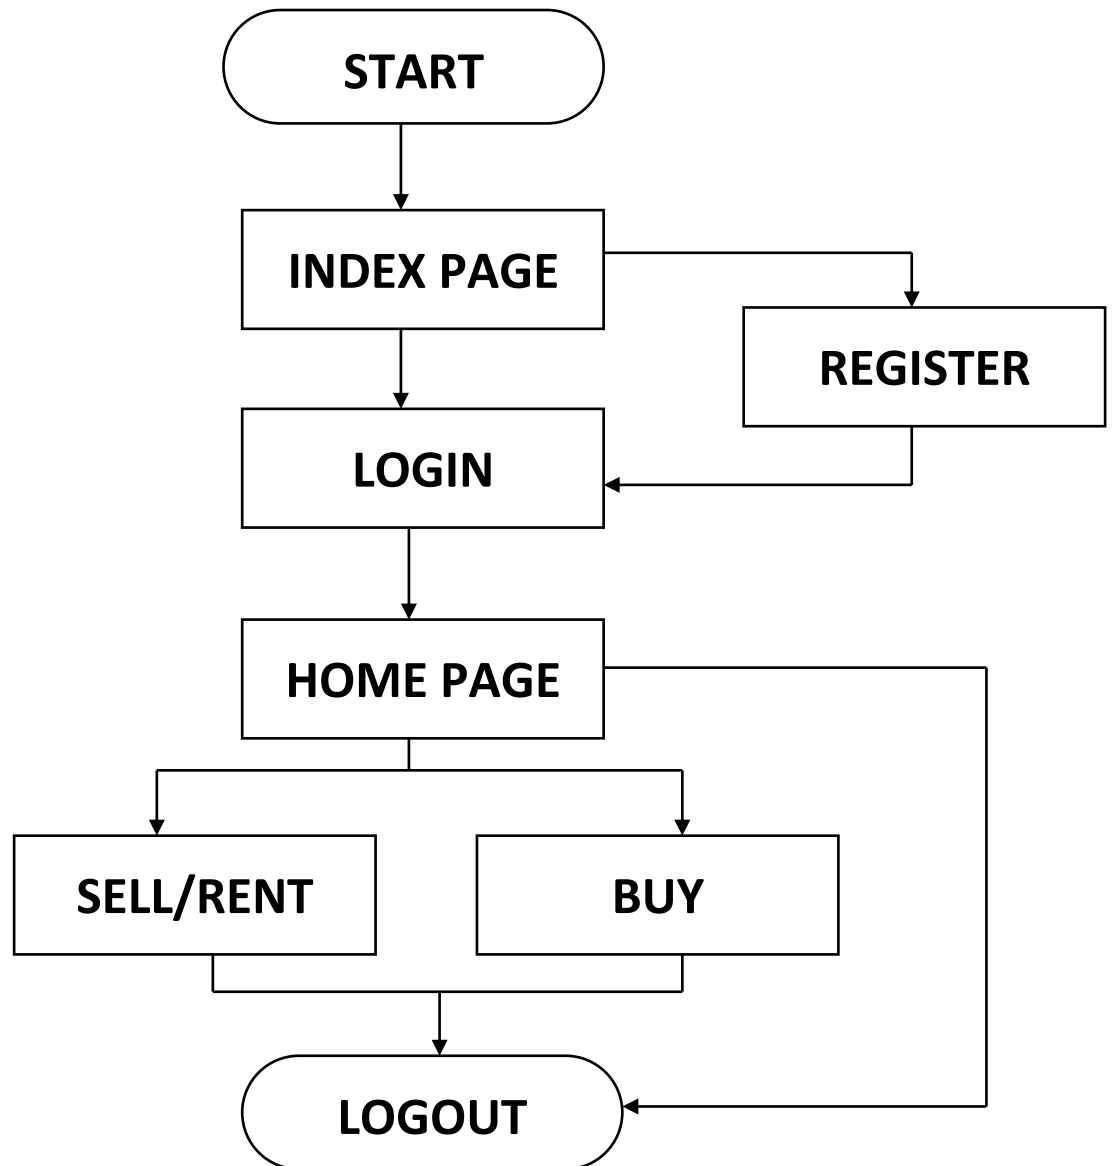 START
INDEX PAGE
REGISTER
LOGIN
HOME PAGE
SELL/RENT
BUY
LOGOUT